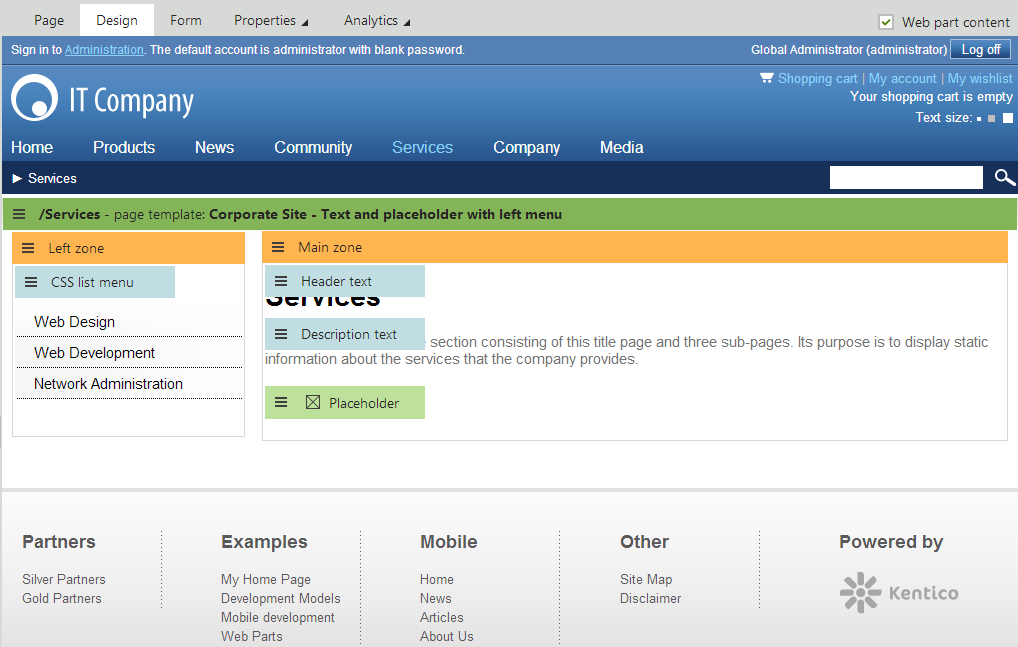 Page Design Form Properties Analytics Web part content
Sign in to Administration. The default account is administrator with blank password. Global Administrator (administrator) Log off
Shopping cart | My account | My wishlist
Your shopping cart is empty
IT Company
Text size:
Home Products News Community Services Company Media
Services
/Services - page template: Corporate Site - Text and placeholder with left menu
Left zone
CSS list menu
Web Design
Web Development
Network Administration
Main zone
Header text
Services
Description text
section consisting of this title page and three sub-pages. Its purpose is to display static
information about the services that the company provides.
Placeholder
Partners
Silver Partners
Gold Partners
Examples
My Home Page
Development Models
Mobile development
Web Parts
Mobile
Home
News
Articles
About Us
Other
Site Map
Disclaimer
Powered by
Kentico